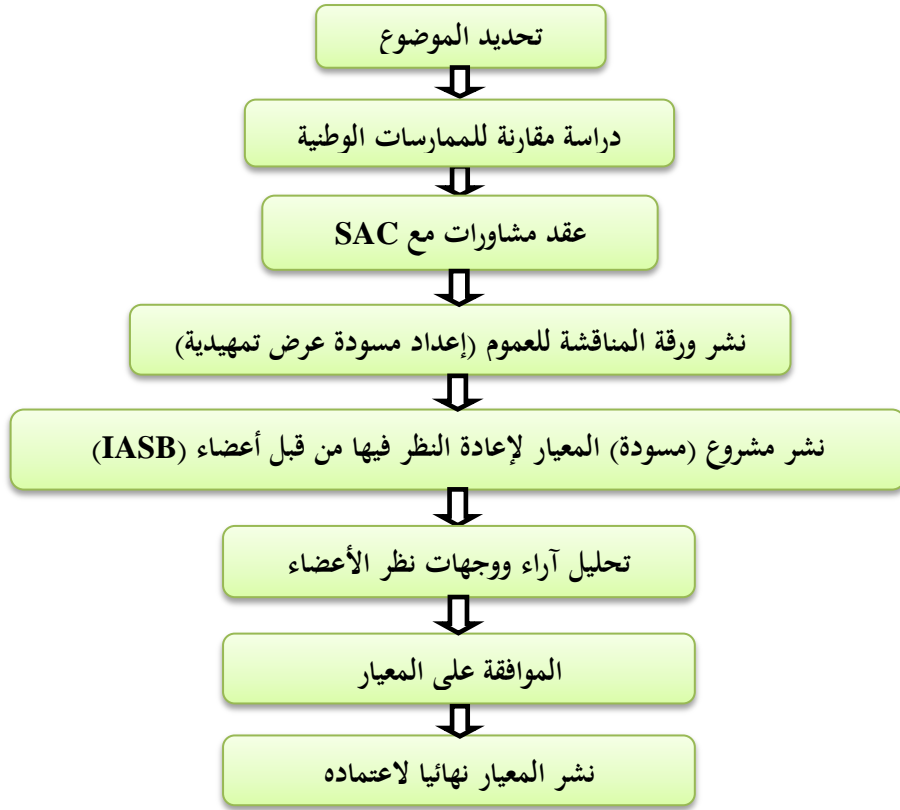 تحديد الموضوع
دراسة مقارنة للممارسات الوطنية
عقد مشاورات مع SAC
نشر ورقة المناقشة للعموم (إعداد مسودة عرض تمهيدية)
نشر مشروع (مسودة) المعيار لإعادة النظر فيها من قبل أعضاء (IASB)
تحليل آراء ووجهات نظر الأعضاء
الموافقة على المعيار
نشر المعيار نهائيا لاعتماده